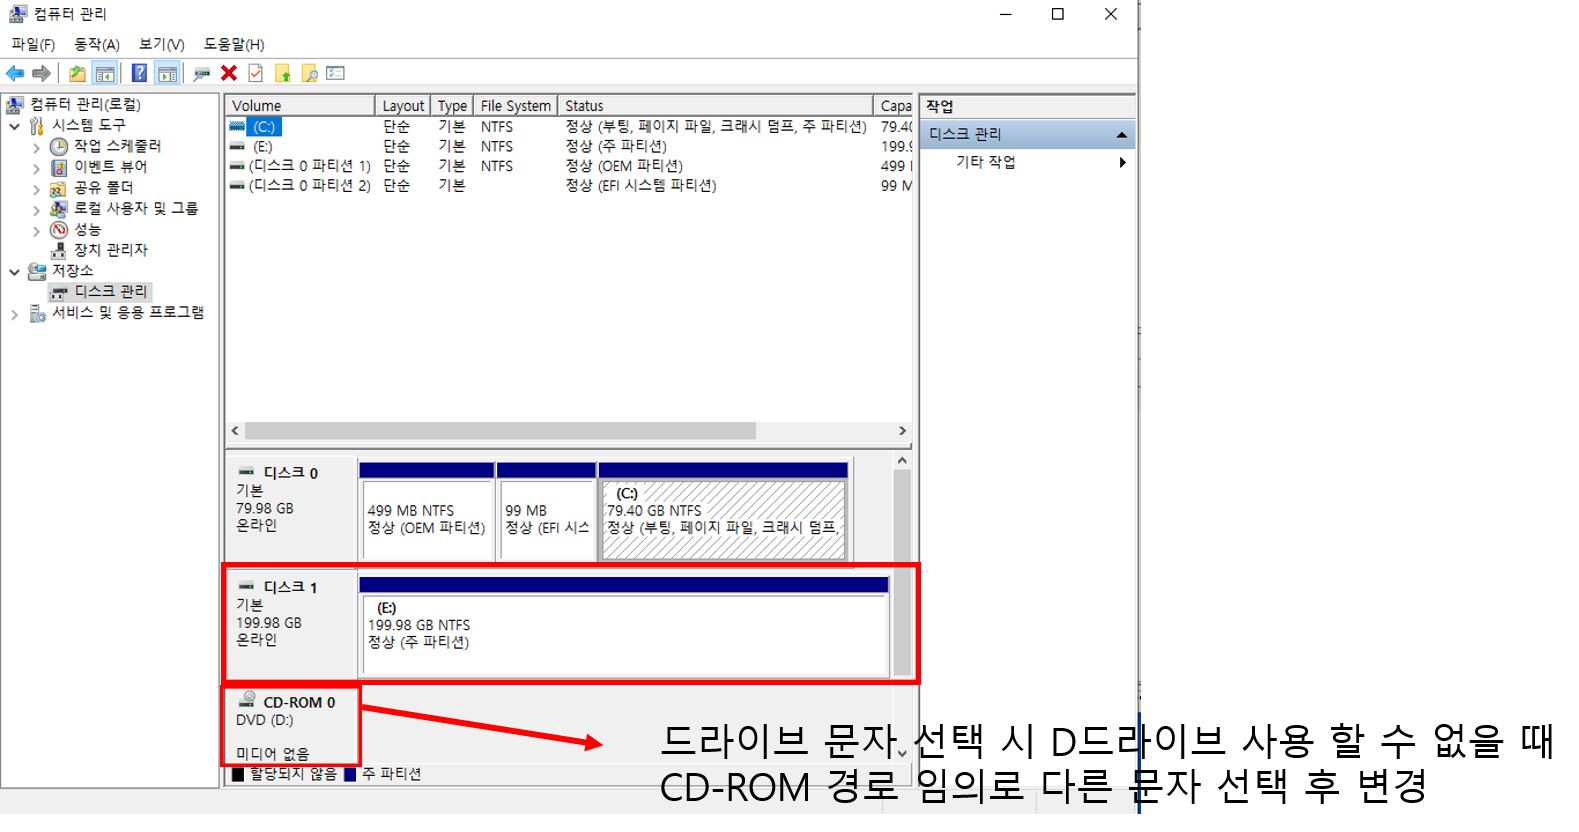 컴퓨터 관리
파일(F) 동작(A) 보기(V) 도움말(H)
컴퓨터 관리(로컬)
시스템 도구
작업 스케줄러
이벤트 뷰어
공유 폴더
로컬 사용자 및 그룹
성능
장치 관리자
저장소
디스크 관리
서비스 및 응용 프로그램
Volume Layout Type File System Status Capa
(C:) 단순 기본 NTFS 정상 (부팅, 페이지 파일, 크래시 덤프, 주 파티션) 79.40
(E:) 단순 기본 NTFS 정상 (주 파티션) 199.9
(디스크 0 파티션 1) 단순 기본 NTFS 정상 (OEM 파티션) 499
(디스크 0 파티션 2) 단순 기본 정상 (EFI 시스템 파티션) 99 M
작업
디스크 관리
기타 작업
디스크 0
기본
79.98 GB
온라인
499 MB NTFS
정상 (OEM 파티션)
99 MB
정상 (EFI 시스
(C:)
79.40 GB NTFS
정상 (부팅, 페이지 파일, 크래시 덤프,
디스크 1
기본
199.98 GB
온라인
(E:)
199.98 GB NTFS
정상 (주 파티션)
CD-ROM 0
DVD (D:)
미디어 없음
할당되지 않음 주 파티션
드라이브 문자 선택 시 D드라이브 사용 할 수 없을 때
CD-ROM 경로 임의로 다른 문자 선택 후 변경